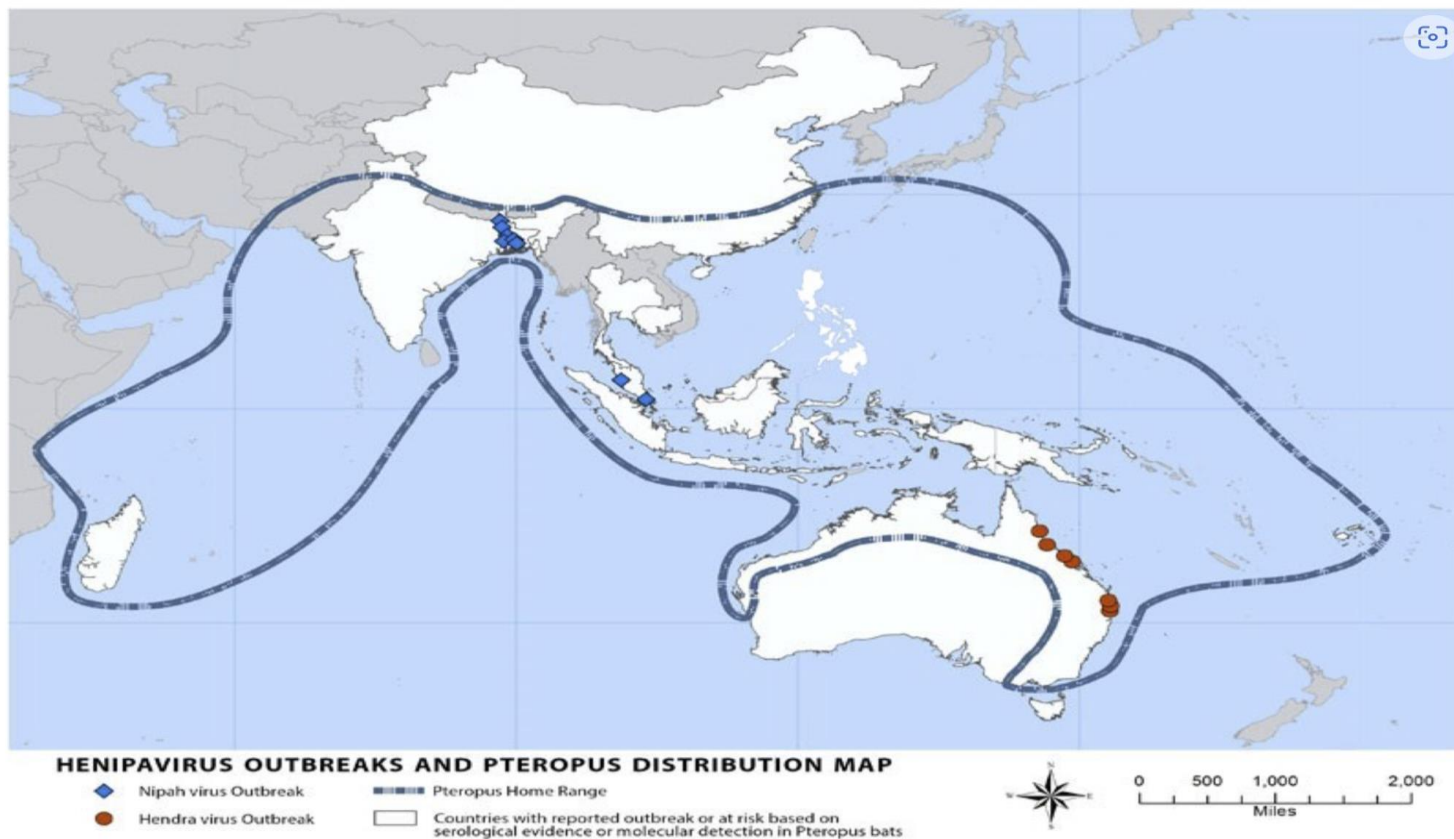 HENIPAVIRUS OUTBREAKS AND PTEROPUS DISTRIBUTION MAP
Nipah virus Outbreak
Pteropus Home Range
Hendra virus Outbreak
Countries with reported outbreak or at risk based on
serological evidence or molecular detection in Pteropus bats
N
W E
S
0 500 1,000 2,000
Miles